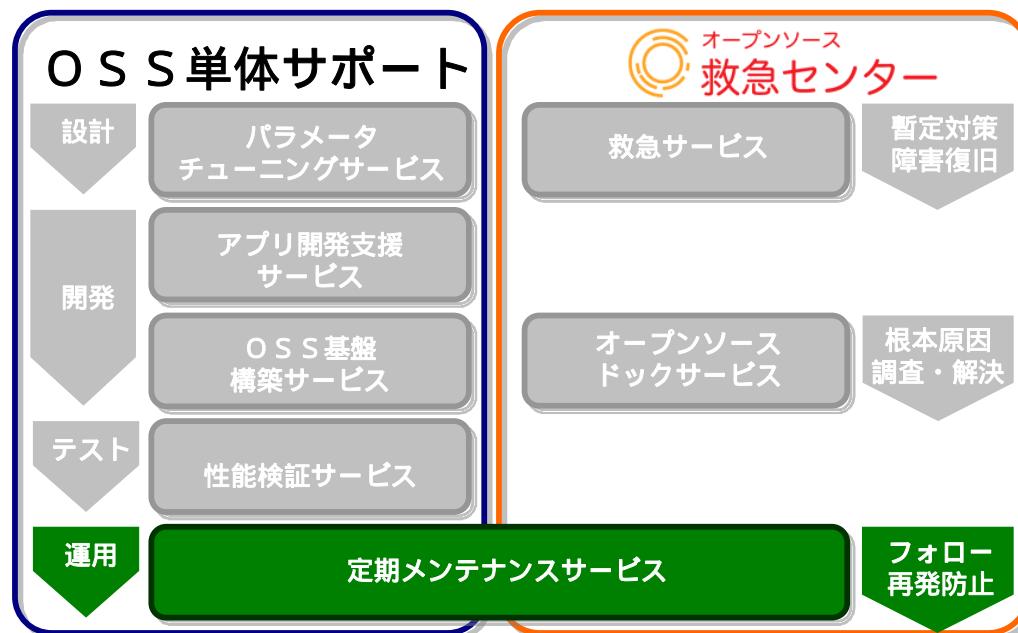 ＯＳＳ単体サポート
設計
パラメータ
チューニングサービス
開発
アプリ開発支援
サービス
ＯＳＳ基盤
構築サービス
テスト
性能検証サービス
オープンソース
救急センター
救急サービス
暫定対策
障害復旧
オープンソース
ドックサービス
根本原因
調査・解決
運用
定期メンテナンスサービス
フォロー
再発防止